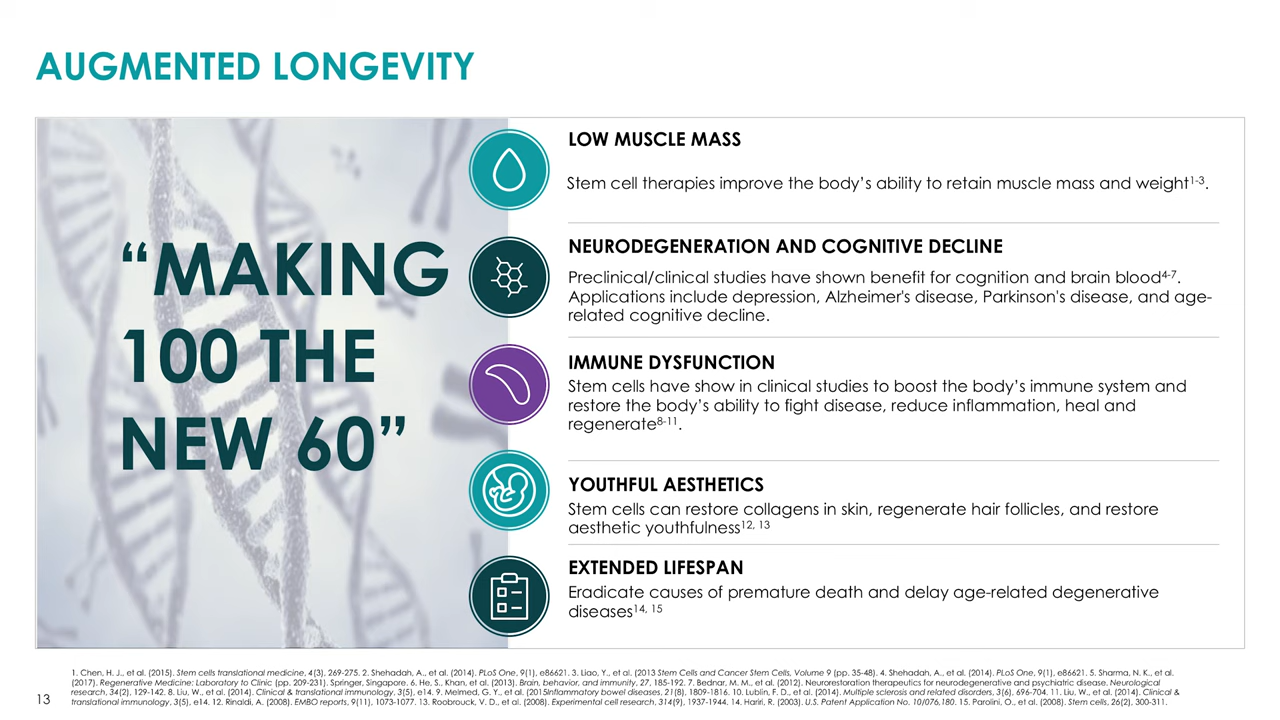 AUGMENTED LONGEVITY
“MAKING
100 THE
NEW 60”
LOW MUSCLE MASS
Stem cell therapies improve the body’s ability to retain muscle mass and weight1-3.
NEURODEGENERATION AND COGNITIVE DECLINE
Preclinical/clinical studies have shown benefit for cognition and brain blood4-7.
Applications include depression, Alzheimer's disease, Parkinson's disease, and age-
related cognitive decline.
IMMUNE DYSFUNCTION
Stem cells have show in clinical studies to boost the body’s immune system and
restore the body’s ability to fight disease, reduce inflammation, heal and
regenerate8-11.
YOUTHFUL AESTHETICS
Stem cells can restore collagens in skin, regenerate hair follicles, and restore
aesthetic youthfulness12, 13
EXTENDED LIFESPAN
Eradicate causes of premature death and delay age-related degenerative
diseases14, 15
1. Chen, H. J., et al. (2015). Stem cells translational medicine, 4(3), 269-275. 2. Shehadah, A., et al. (2014). PLoS One, 9(1), e86621. 3. Liao, Y., et al. (2013 Stem Cells and Cancer Stem Cells, Volume 9 (pp. 35-48). 4. Shehadah, A., et al. (2014). PLoS One, 9(1), e86621. 5. Sharma, N. K., et al.
(2017). Regenerative Medicine: Laboratory to Clinic (pp. 209-231). Springer, Singapore. 6. He, S., Khan, et al. (2013). Brain, behavior, and immunity, 27, 185-192. 7. Bednar, M. M., et al. (2012). Neurorestoration therapeutics for neurodegenerative and psychiatric disease. Neurological
research, 34(2), 129-142. 8. Liu, W., et al. (2014). Clinical & translational immunology, 3(5), e14. 9. Melmed, G. Y., et al. (2015Inflammatory bowel diseases, 21(8), 1809-1816. 10. Lublin, F. D., et al. (2014). Multiple sclerosis and related disorders, 3(6), 696-704. 11. Liu, W., et al. (2014). Clinical &
translational immunology, 3(5), e14. 12. Rinaldi, A. (2008). EMBO reports, 9(11), 1073-1077. 13. Roobrouck, V. D., et al. (2008). Experimental cell research, 314(9), 1937-1944. 14. Hariri, R. (2003). U.S. Patent Application No. 10/076,180. 15. Parolini, O., et al. (2008). Stem cells, 26(2), 300-311.
13